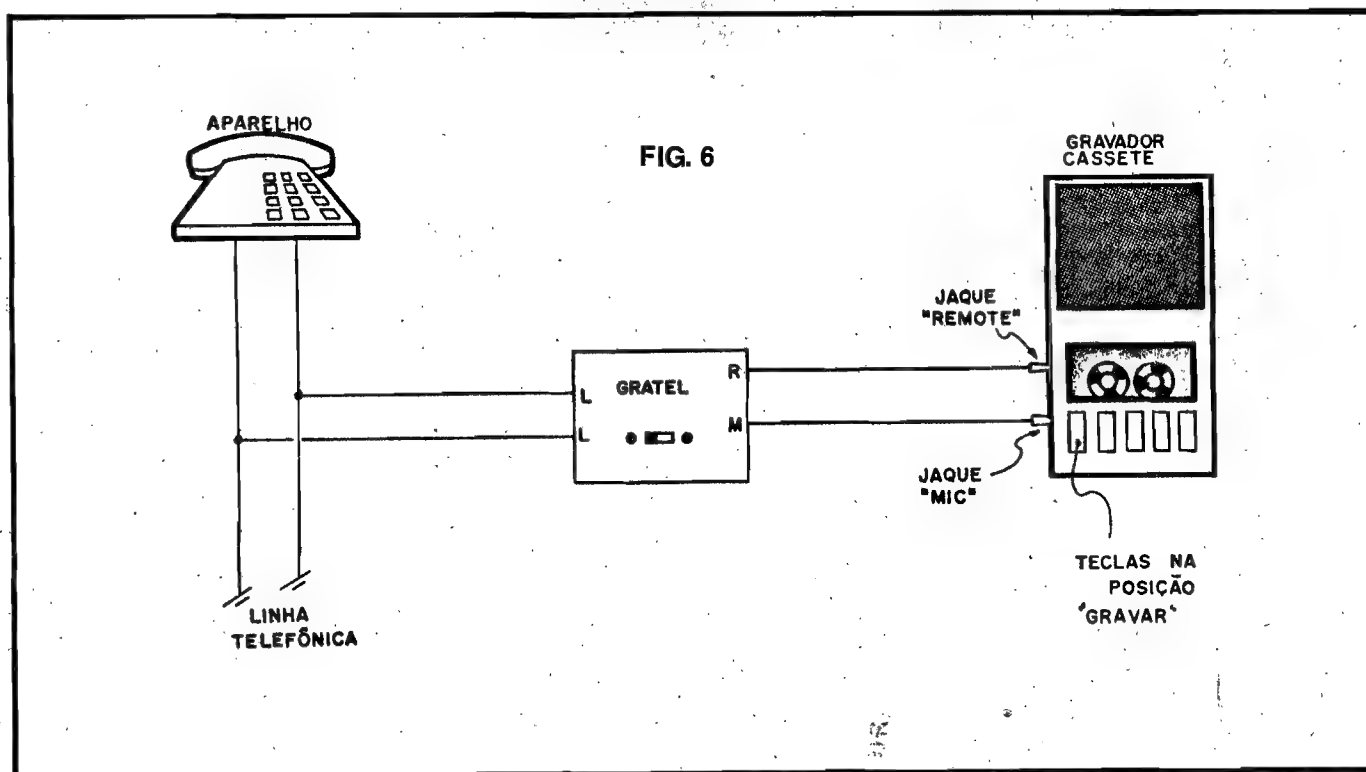 APARELHO
FIG. 6
GRAVADOR
CASSETE
JAQUE
"REMOTE"
R
GRATEL
L
L
M
JAQUE
"MIC"
TECLAS NA
POSIÇÃO
"GRAVAR"
LINHA
TELEFÔNICA